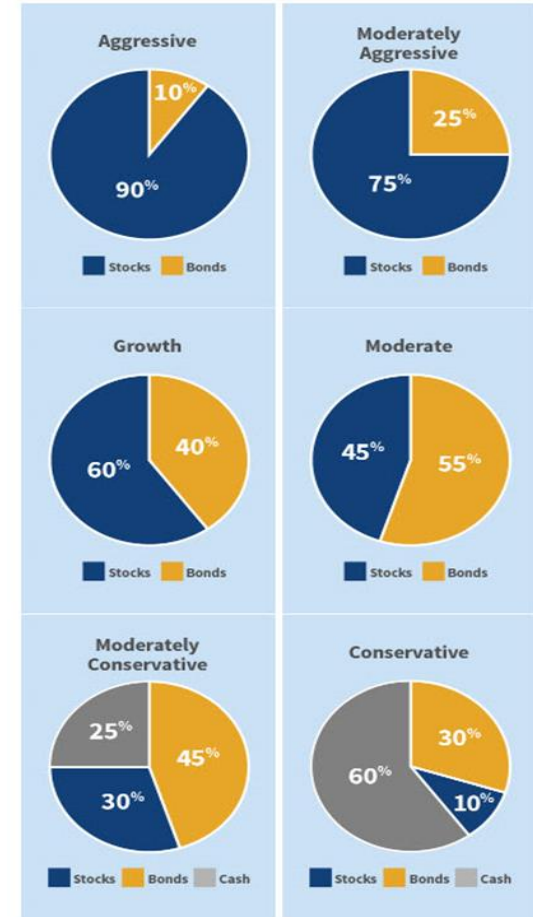 Aggressive
10%
90%
Stocks Bonds
Moderately
Aggressive
25%
75%
Stocks Bonds
Growth
40%
60%
Stocks Bonds
Moderate
45%
55%
Stocks Bonds
Moderately
Conservative
25%
45%
30%
Stocks Bonds Cash
Conservative
30%
60%
10%
Stocks Bonds Cash